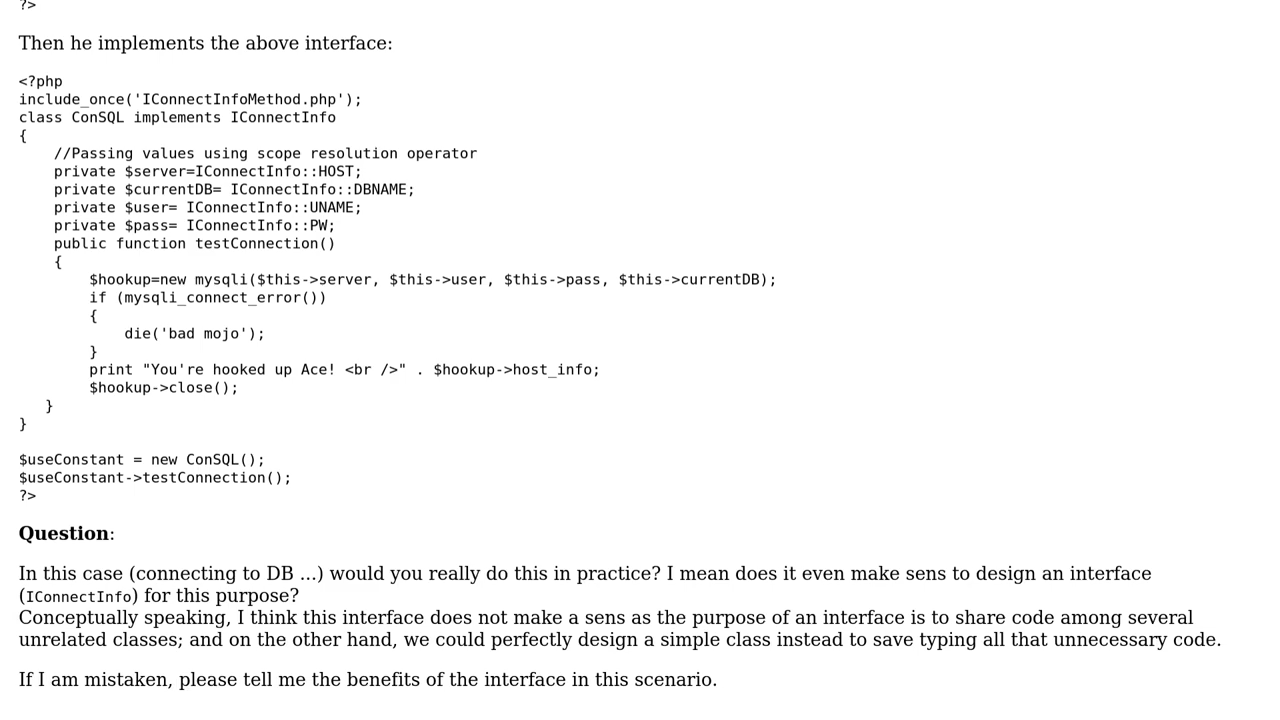 ?>
Then he implements the above interface:
<?php
include_once('IConnectInfoMethod.php');
class ConSQL implements IConnectInfo
{
    //Passing values using scope resolution operator
    private $server=IConnectInfo::HOST;
    private $currentDB= IConnectInfo::DBNAME;
    private $user= IConnectInfo::UNAME;
    private $pass= IConnectInfo::PW;
    public function testConnection()
    {
        $hookup=new mysqli($this->server, $this->user, $this->pass, $this->currentDB);
        if (mysqli_connect_error())
        {
            die('bad mojo');
        }
        print "You're hooked up Ace! <br />" . $hookup->host_info;
        $hookup->close();
   }
}
$useConstant = new ConSQL();
$useConstant->testConnection();
?>
Question:
In this case (connecting to DB ...) would you really do this in practice? I mean does it even make sens to design an interface
(IConnectInfo) for this purpose?
Conceptually speaking, I think this interface does not make a sens as the purpose of an interface is to share code among several
unrelated classes; and on the other hand, we could perfectly design a simple class instead to save typing all that unnecessary code.
If I am mistaken, please tell me the benefits of the interface in this scenario.